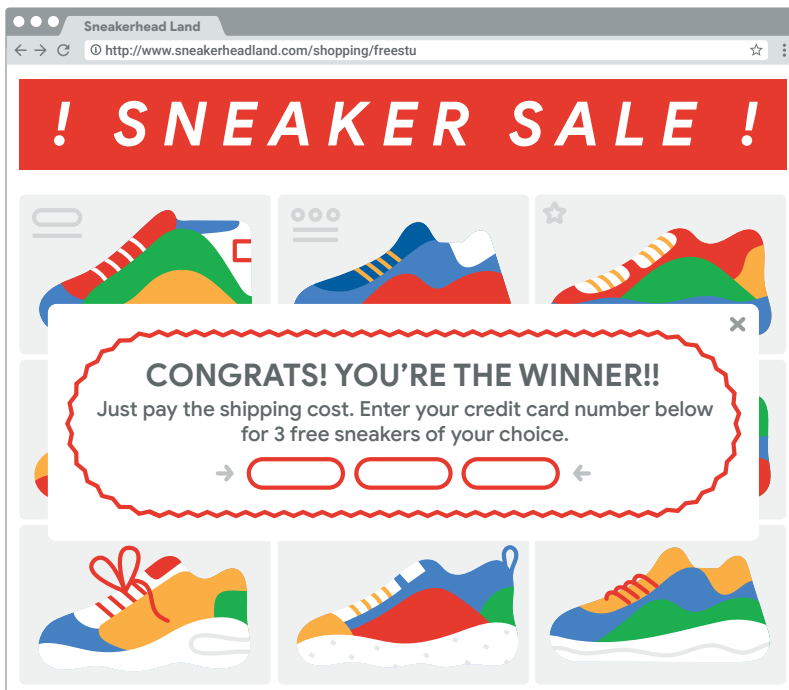 Sneakerhead Land
http://www.sneakerheadland.com/shopping/freestu
! SNEAKER SALE !
CONGRATS! YOU’RE THE WINNER!!
Just pay the shipping cost. Enter your credit card number below
for 3 free sneakers of your choice.